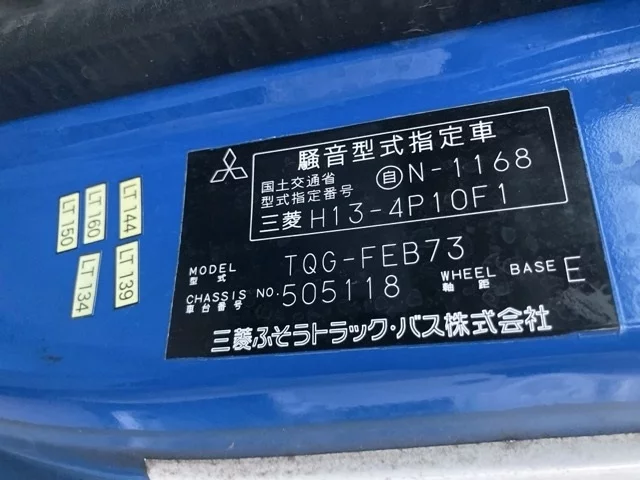 騒音型式指定車
国土交通省
型式指定番号
自N-1168
三菱 H13-4P10F1
MODEL
型式
TQG-FEB73
CHASSIS NO.
車台番号
505118
WHEEL BASE
軸距
E
三菱ふそうトラック・バス株式会社
LT 150
LT 160
LT 144
LT 134
LT 139